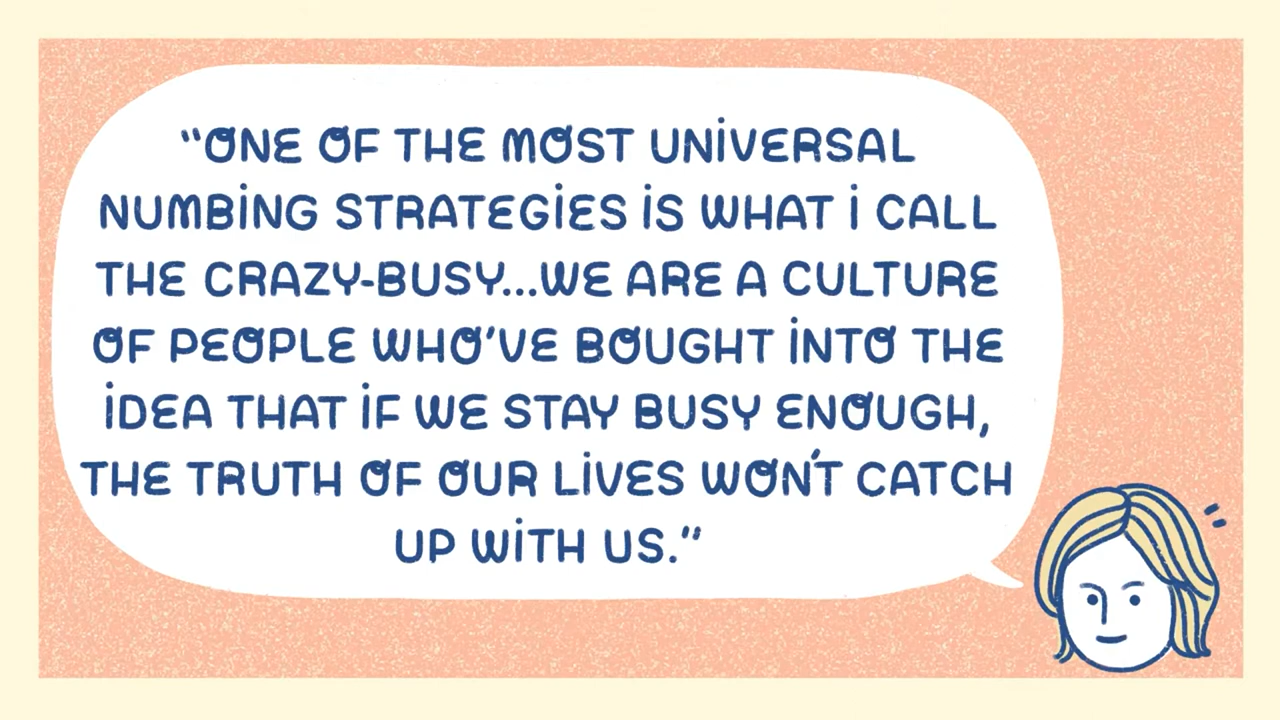 “ONE OF THE MOST UNIVERSAL
NUMBING STRATEGIES IS WHAT I CALL
THE CRAZY-BUSY...WE ARE A CULTURE
OF PEOPLE WHO’VE BOUGHT INTO THE
IDEA THAT IF WE STAY BUSY ENOUGH,
THE TRUTH OF OUR LIVES WON’T CATCH
UP WITH US.”